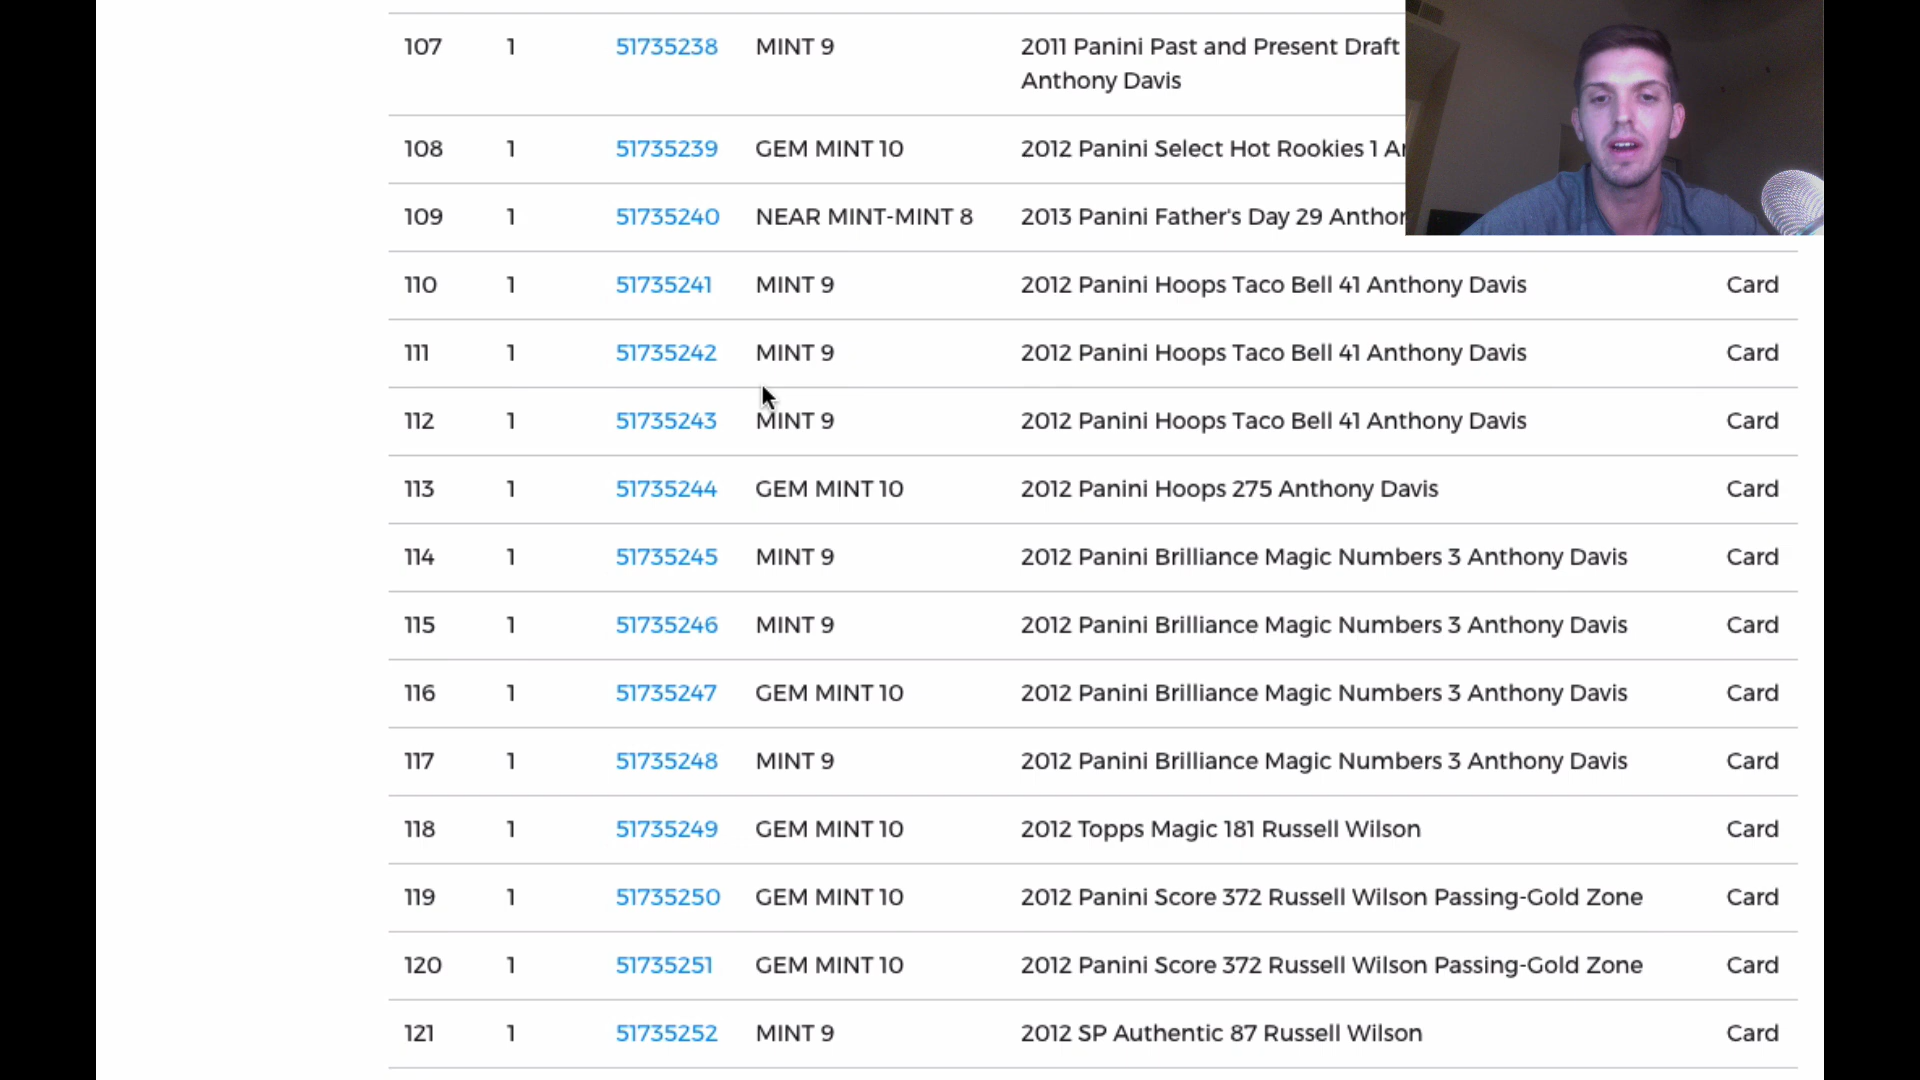 107 1 51735238 MINT 9 2011 Panini Past and Present Draft
Anthony Davis
108 1 51735239 GEM MINT 10 2012 Panini Select Hot Rookies 1
109 1 51735240 NEAR MINT-MINT 8 2013 Panini Father's Day 29
110 1 51735241 MINT 9 2012 Panini Hoops Taco Bell 41 Anthony Davis Card
111 1 51735242 MINT 9 2012 Panini Hoops Taco Bell 41 Anthony Davis Card
112 1 51735243 MINT 9 2012 Panini Hoops Taco Bell 41 Anthony Davis Card
113 1 51735244 GEM MINT 10 2012 Panini Hoops 275 Anthony Davis Card
114 1 51735245 MINT 9 2012 Panini Brilliance Magic Numbers 3 Anthony Davis Card
115 1 51735246 MINT 9 2012 Panini Brilliance Magic Numbers 3 Anthony Davis Card
116 1 51735247 GEM MINT 10 2012 Panini Brilliance Magic Numbers 3 Anthony Davis Card
117 1 51735248 MINT 9 2012 Panini Brilliance Magic Numbers 3 Anthony Davis Card
118 1 51735249 GEM MINT 10 2012 Topps Magic 181 Russell Wilson Card
119 1 51735250 GEM MINT 10 2012 Panini Score 372 Russell Wilson Passing-Gold Zone Card
120 1 51735251 GEM MINT 10 2012 Panini Score 372 Russell Wilson Passing-Gold Zone Card
121 1 51735252 MINT 9 2012 SP Authentic 87 Russell Wilson Card